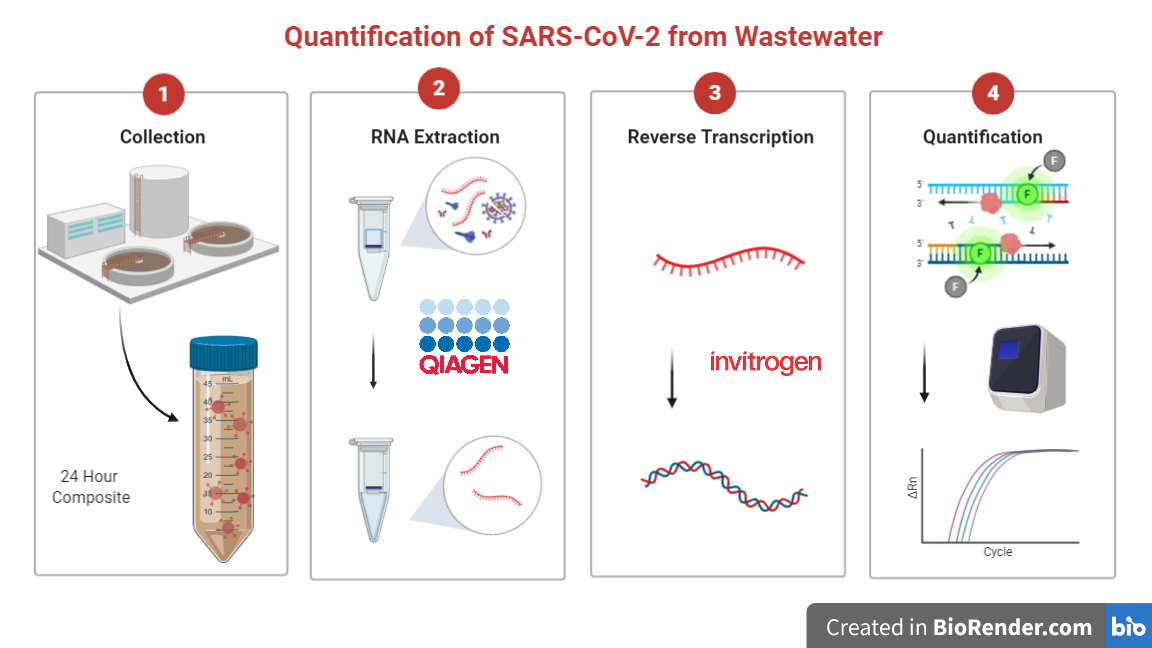 Quantification of SARS-CoV-2 from Wastewater
1
Collection
mL
45
40
35
30
25
20
15
10
24 Hour
Composite
2
RNA Extraction
QIAGEN
3
Reverse Transcription
invitrogen
4
Quantification
F
5'
F
3'
5'
F
3'
F
ΔRn
Cycle
Created in BioRender.com bio